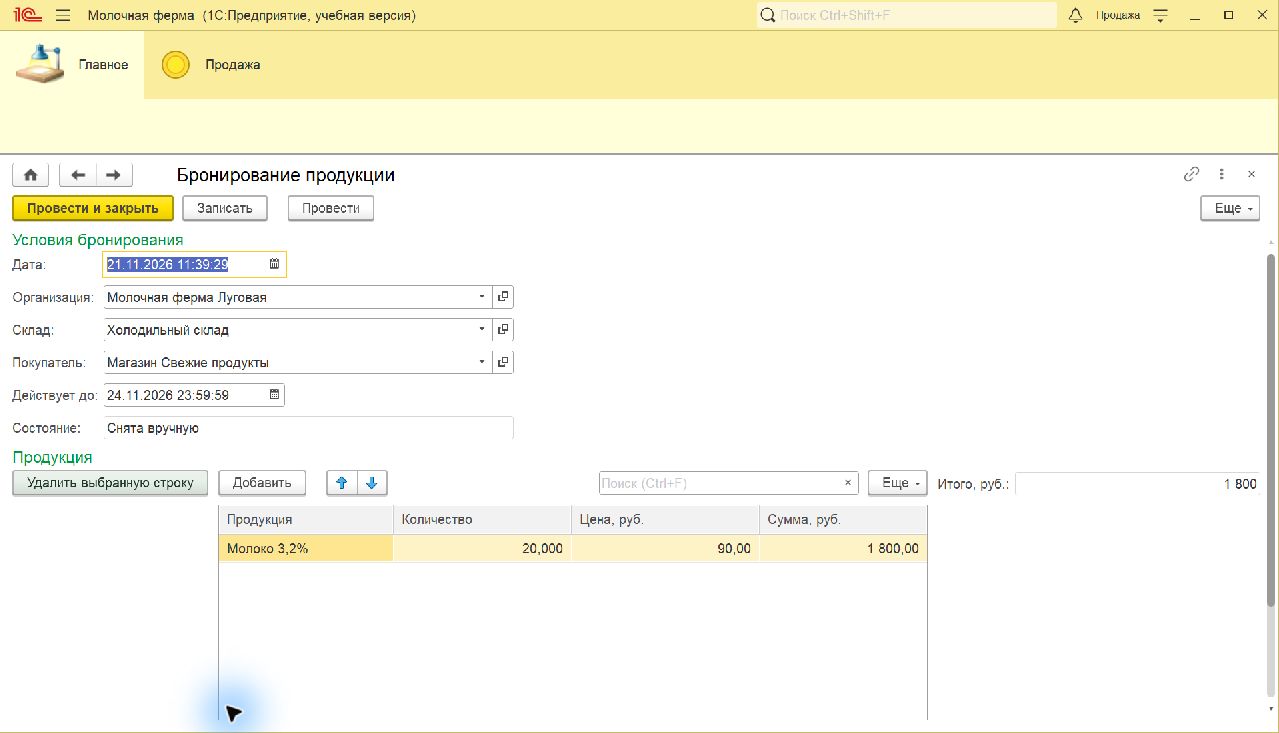 1С Молочная ферма (1С:Предприятие, учебная версия) Поиск Ctrl+Shift+F Продажа
Главное Продажа
Бронирование продукции
Провести и закрыть Записать Провести Еще
Условия бронирования
Дата: 21.11.2026 11:39:29
Организация: Молочная ферма Луговая
Склад: Холодильный склад
Покупатель: Магазин Свежие продукты
Действует до: 24.11.2026 23:59:59
Состояние: Снята вручную
Продукция
Удалить выбранную строку Добавить Поиск (Ctrl+F) × Еще Итого, руб.: 1 800
Продукция Количество Цена, руб. Сумма, руб.
Молоко 3,2% 20,000 90,00 1 800,00